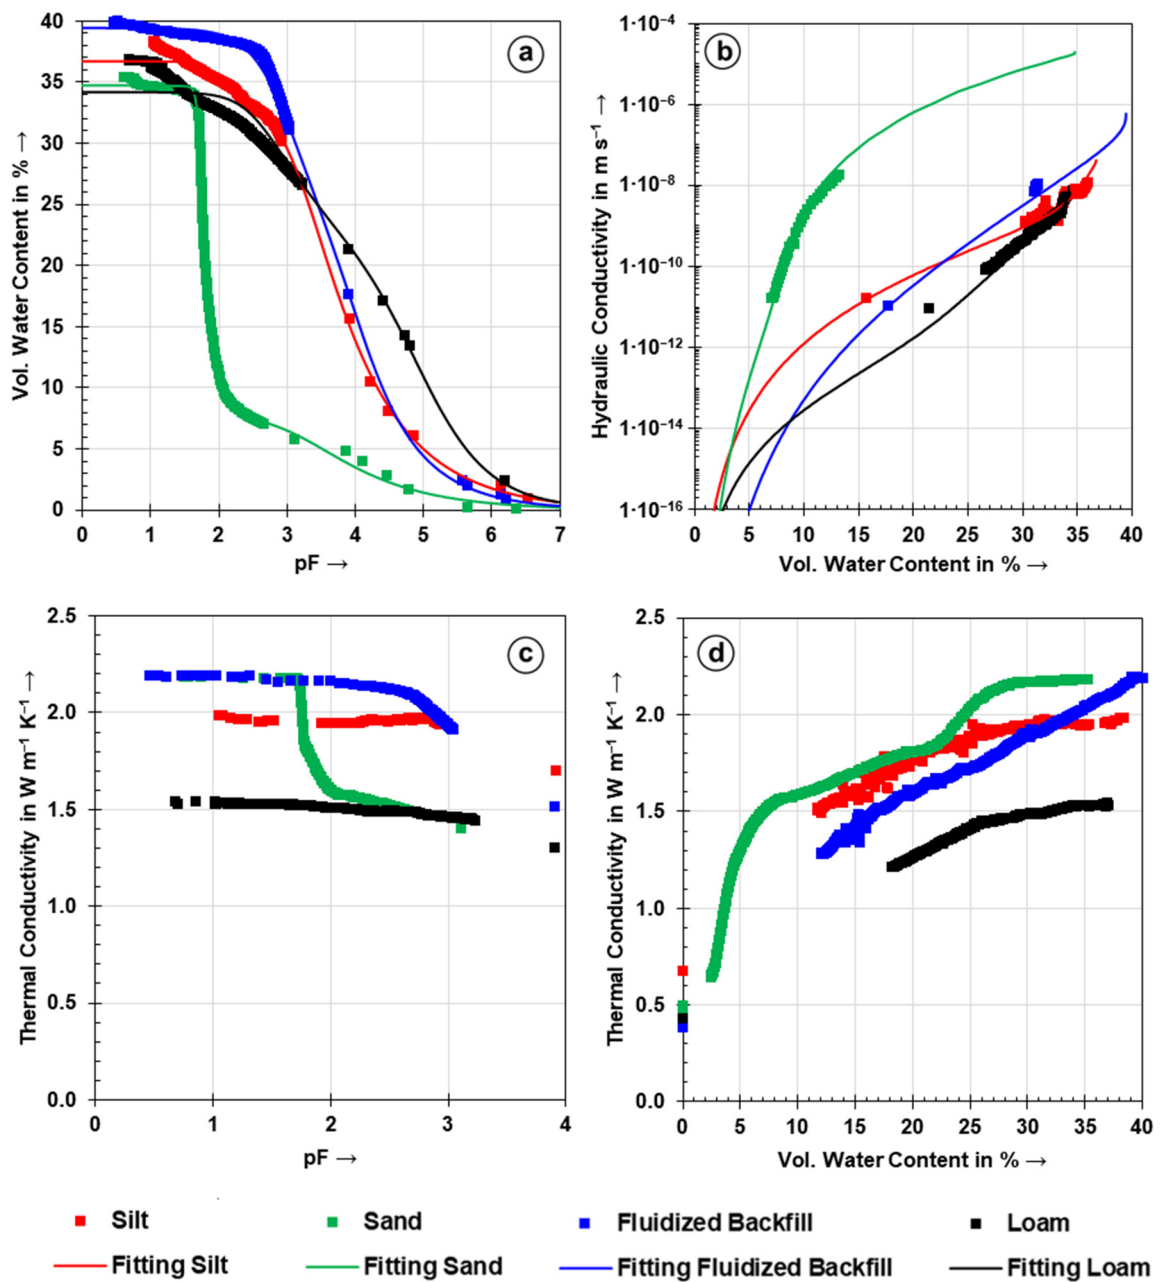 a
Vol. Water Content in % →
40
35
30
25
20
15
10
5
0
0 1 2 3 4 5 6 7
pF →
b
Hydraulic Conductivity in m s⁻¹ →
1·10⁻⁴
1·10⁻⁶
1·10⁻⁸
1·10⁻¹⁰
1·10⁻¹²
1·10⁻¹⁴
1·10⁻¹⁶
0 5 10 15 20 25 30 35 40
Vol. Water Content in % →
c
Thermal Conductivity in W m⁻¹ K⁻¹ →
2.5
2.0
1.5
1.0
0.5
0.0
0 1 2 3 4
pF →
d
Thermal Conductivity in W m⁻¹ K⁻¹ →
2.5
2.0
1.5
1.0
0.5
0.0
0 5 10 15 20 25 30 35 40
Vol. Water Content in % →
Silt Sand Fluidized Backfill Loam
Fitting Silt Fitting Sand Fitting Fluidized Backfill Fitting Loam